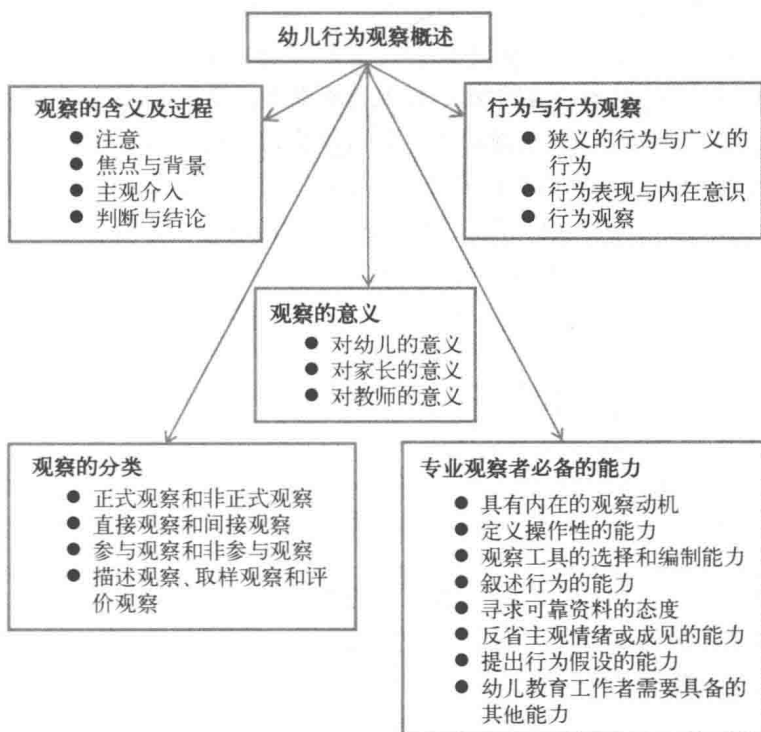 幼儿行为观察概述
观察的含义及过程
● 注意
● 焦点与背景
● 主观介入
● 判断与结论
行为与行为观察
● 狭义的行为与广义的
行为
● 行为表现与内在意识
● 行为观察
观察的意义
● 对幼儿的意义
● 对家长的意义
● 对教师的意义
观察的分类
● 正式观察和非正式观察
● 直接观察和间接观察
● 参与观察和非参与观察
● 描述观察、取样观察和评
价观察
专业观察者必备的能力
● 具有内在的观察动机
● 定义操作性的能力
● 观察工具的选择和编制能力
● 叙述行为的能力
● 寻求可靠资料的态度
● 反省主观情绪或成见的能力
● 提出行为假设的能力
● 幼儿教育工作者需要具备的
其他能力